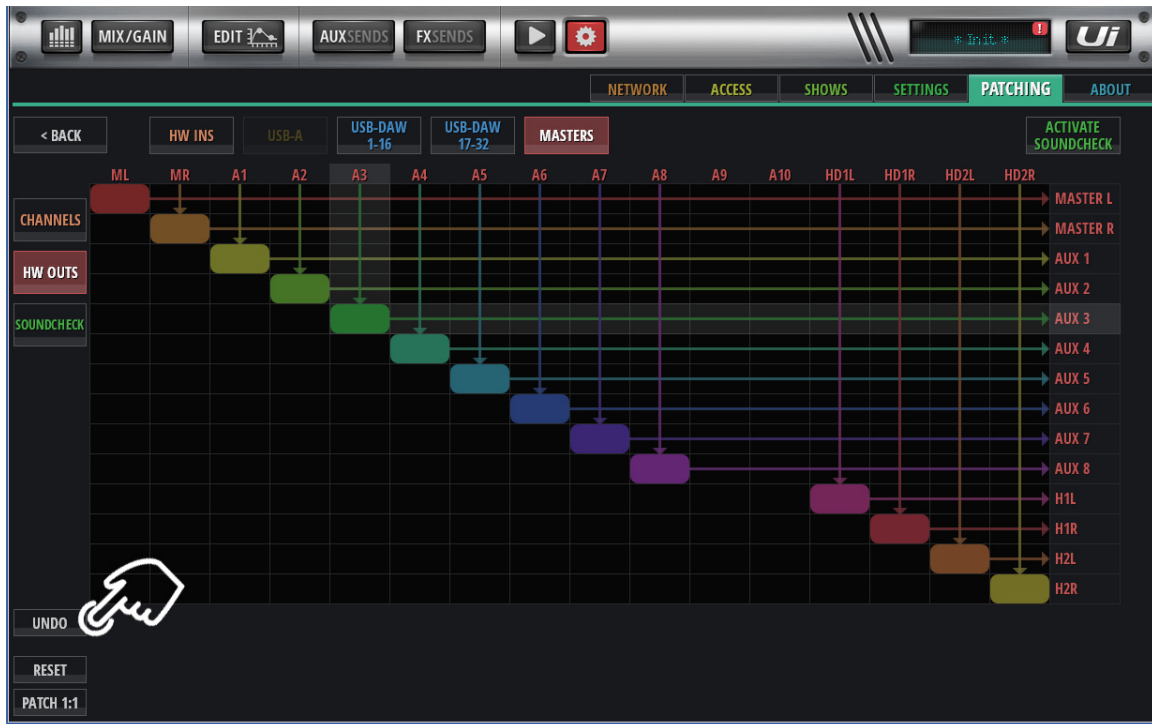 MIX/GAIN EDIT AUXSENDS FXSENDS * Init * ! Ui
NETWORK ACCESS SHOWS SETTINGS PATCHING ABOUT
< BACK HW INS USB-A USB-DAW 1-16 USB-DAW 17-32 MASTERS ACTIVATE SOUNDCHECK
ML MR A1 A2 A3 A4 A5 A6 A7 A8 A9 A10 HD1L HD1R HD2L HD2R
MASTER L
CHANNELS
MASTER R
AUX 1
HW OUTS
AUX 2
AUX 3
SOUNDCHECK
AUX 4
AUX 5
AUX 6
AUX 7
AUX 8
H1L
H1R
H2L
H2R
UNDO
RESET
PATCH 1:1